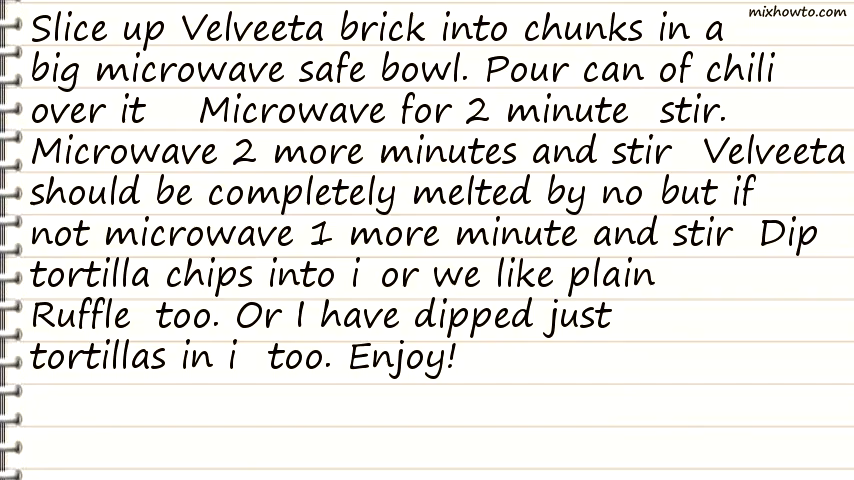 mixhowto.com
Slice up Velveeta brick into chunks in a
big microwave safe bowl. Pour can of chili
over it Microwave for 2 minute stir.
Microwave 2 more minutes and stir Velveeta
should be completely melted by no but if
not microwave 1 more minute and stir Dip
tortilla chips into i or we like plain
Ruffle too. Or I have dipped just
tortillas in i too. Enjoy!